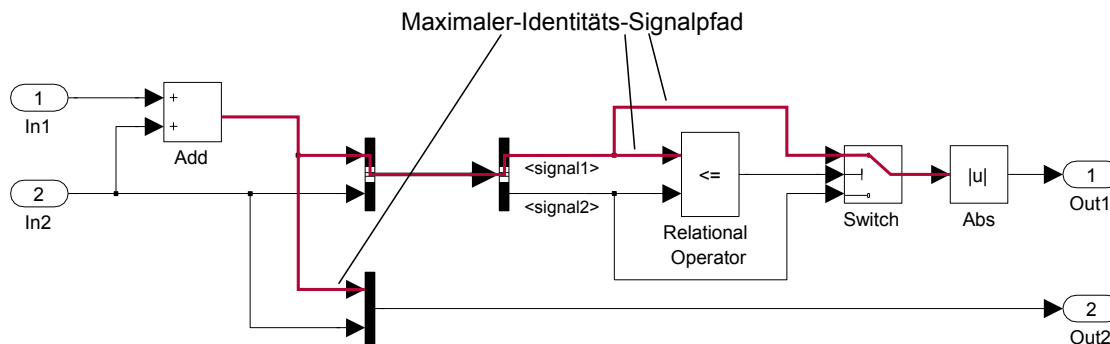 Maximaler-Identitäts-Signalpfad
1
In1
+
+
Add
2
In2
<signal1>
<signal2>
<=
Relational
Operator
Switch
|u|
Abs
1
Out1
2
Out2